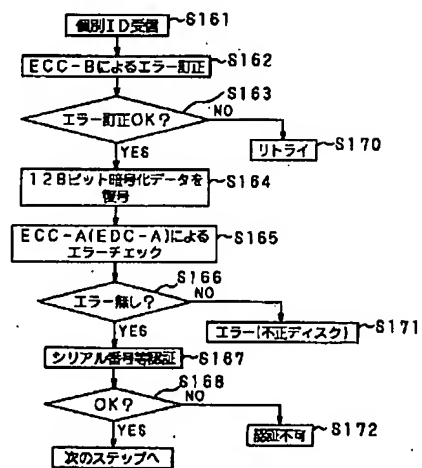 個別ID受信 S161
ECC-Bによるエラー訂正 S162
エラー訂正OK? S163
NO
YES
リトライ S170
128ビット暗号化データを
復号 S164
ECC-A(EDC-A)による
エラーチェック S165
エラー無し? S166
NO
YES
エラー(不正ディスク) S171
シリアル番号等認証 S167
OK? S168
NO
YES
認証不可 S172
次のステップへ